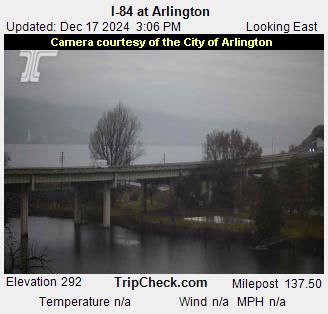 I-84 at Arlington
Updated: Dec 17 2024 3:06 PM Looking East
Camera courtesy of the City of Arlington
Elevation 292 TripCheck.com Milepost 137.50
Temperature n/a Wind n/a MPH n/a